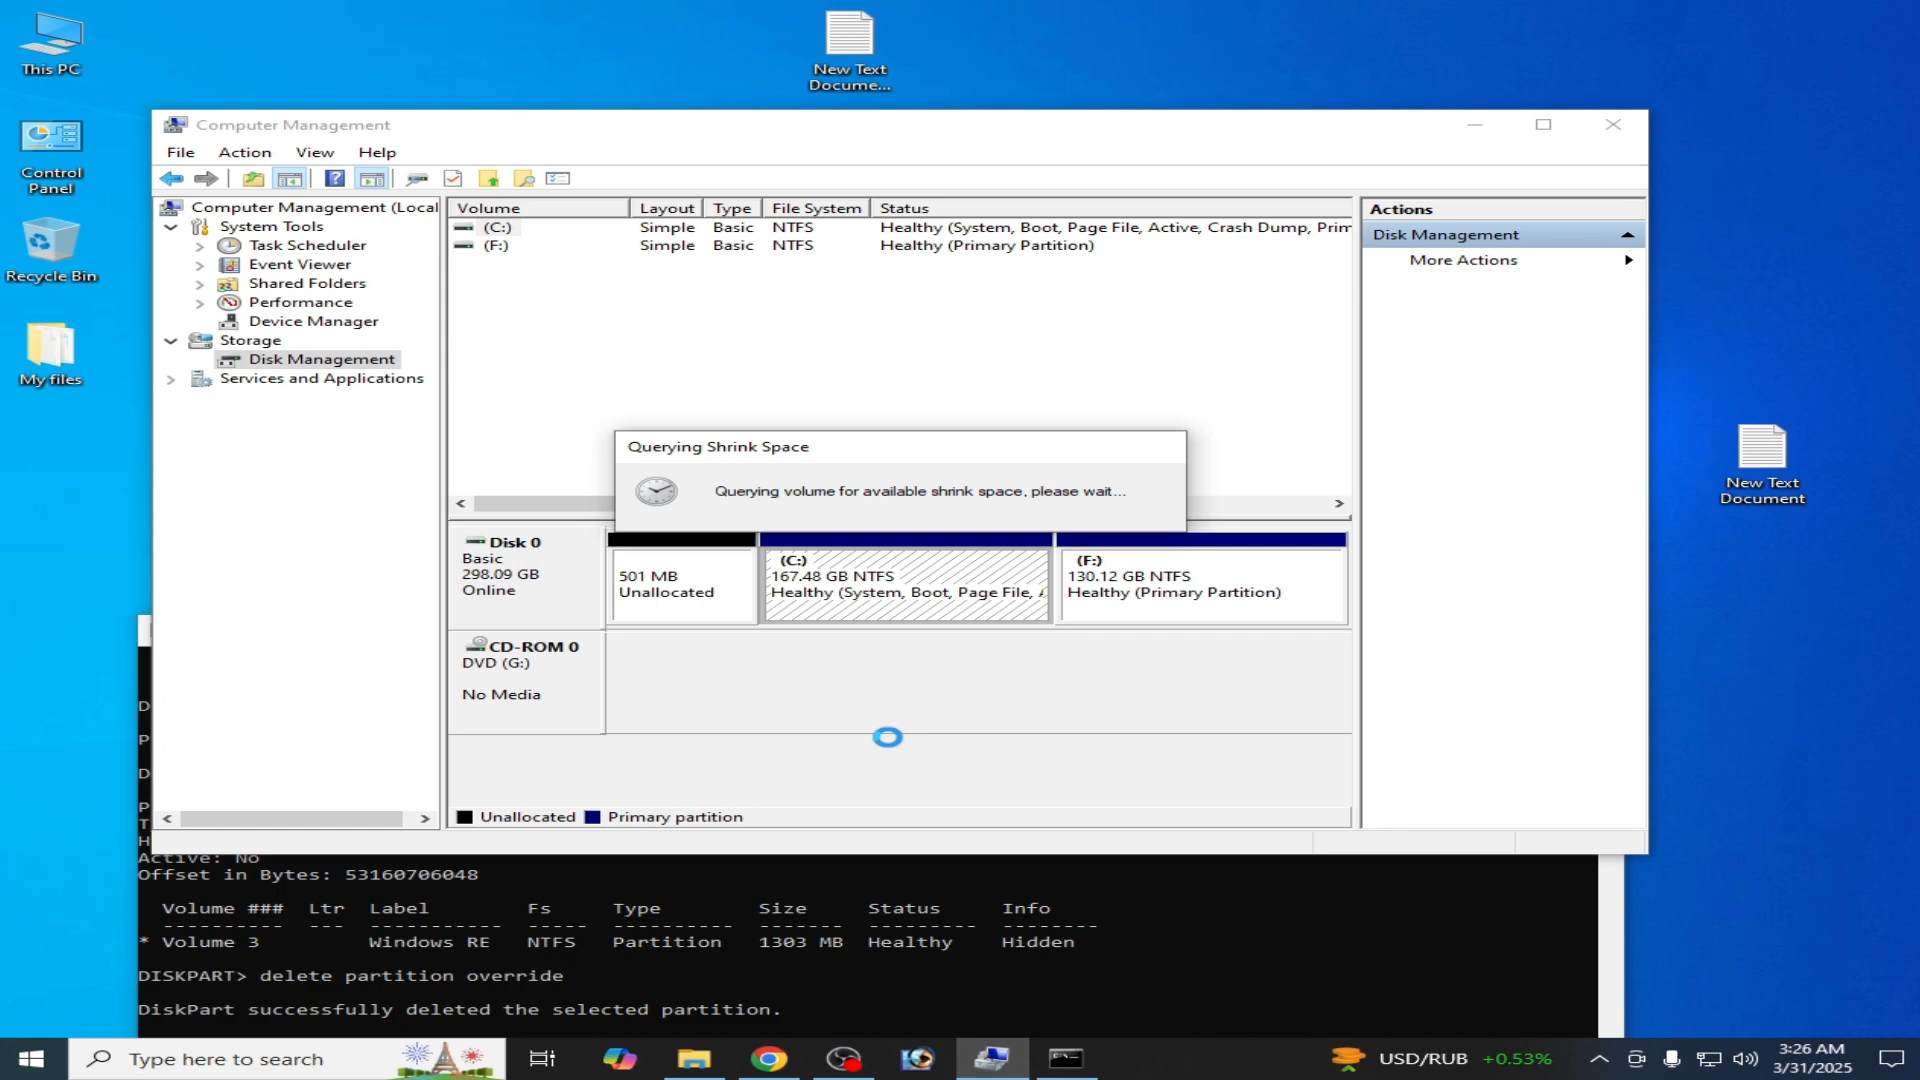 This PC
New Text
Docume...
Control
Panel
Recycle Bin
My files
New Text
Document
Computer Management
File Action View Help
Computer Management (Local
System Tools
Task Scheduler
Event Viewer
Shared Folders
Performance
Device Manager
Storage
Disk Management
Services and Applications
Volume Layout Type File System Status
(C:) Simple Basic NTFS Healthy (System, Boot, Page File, Active, Crash Dump, Prim
(F:) Simple Basic NTFS Healthy (Primary Partition)
Actions
Disk Management
More Actions
Querying Shrink Space
Querying volume for available shrink space, please wait...
Disk 0
Basic
298.09 GB
Online
501 MB
Unallocated
(C:)
167.48 GB NTFS
Healthy (System, Boot, Page File, A
(F:)
130.12 GB NTFS
Healthy (Primary Partition)
CD-ROM 0
DVD (G:)
No Media
Unallocated Primary partition
D
P
D
P
T
H
Active: No
Offset in Bytes: 53160706048
Volume ### Ltr Label Fs Type Size Status Info
---------- --- ----------- ----- ---------- ------- --------- --------
* Volume 3 Windows RE NTFS Partition 1303 MB Healthy Hidden
DISKPART> delete partition override
DiskPart successfully deleted the selected partition.
Type here to search
USD/RUB +0.53%
3:26 AM
3/31/2025